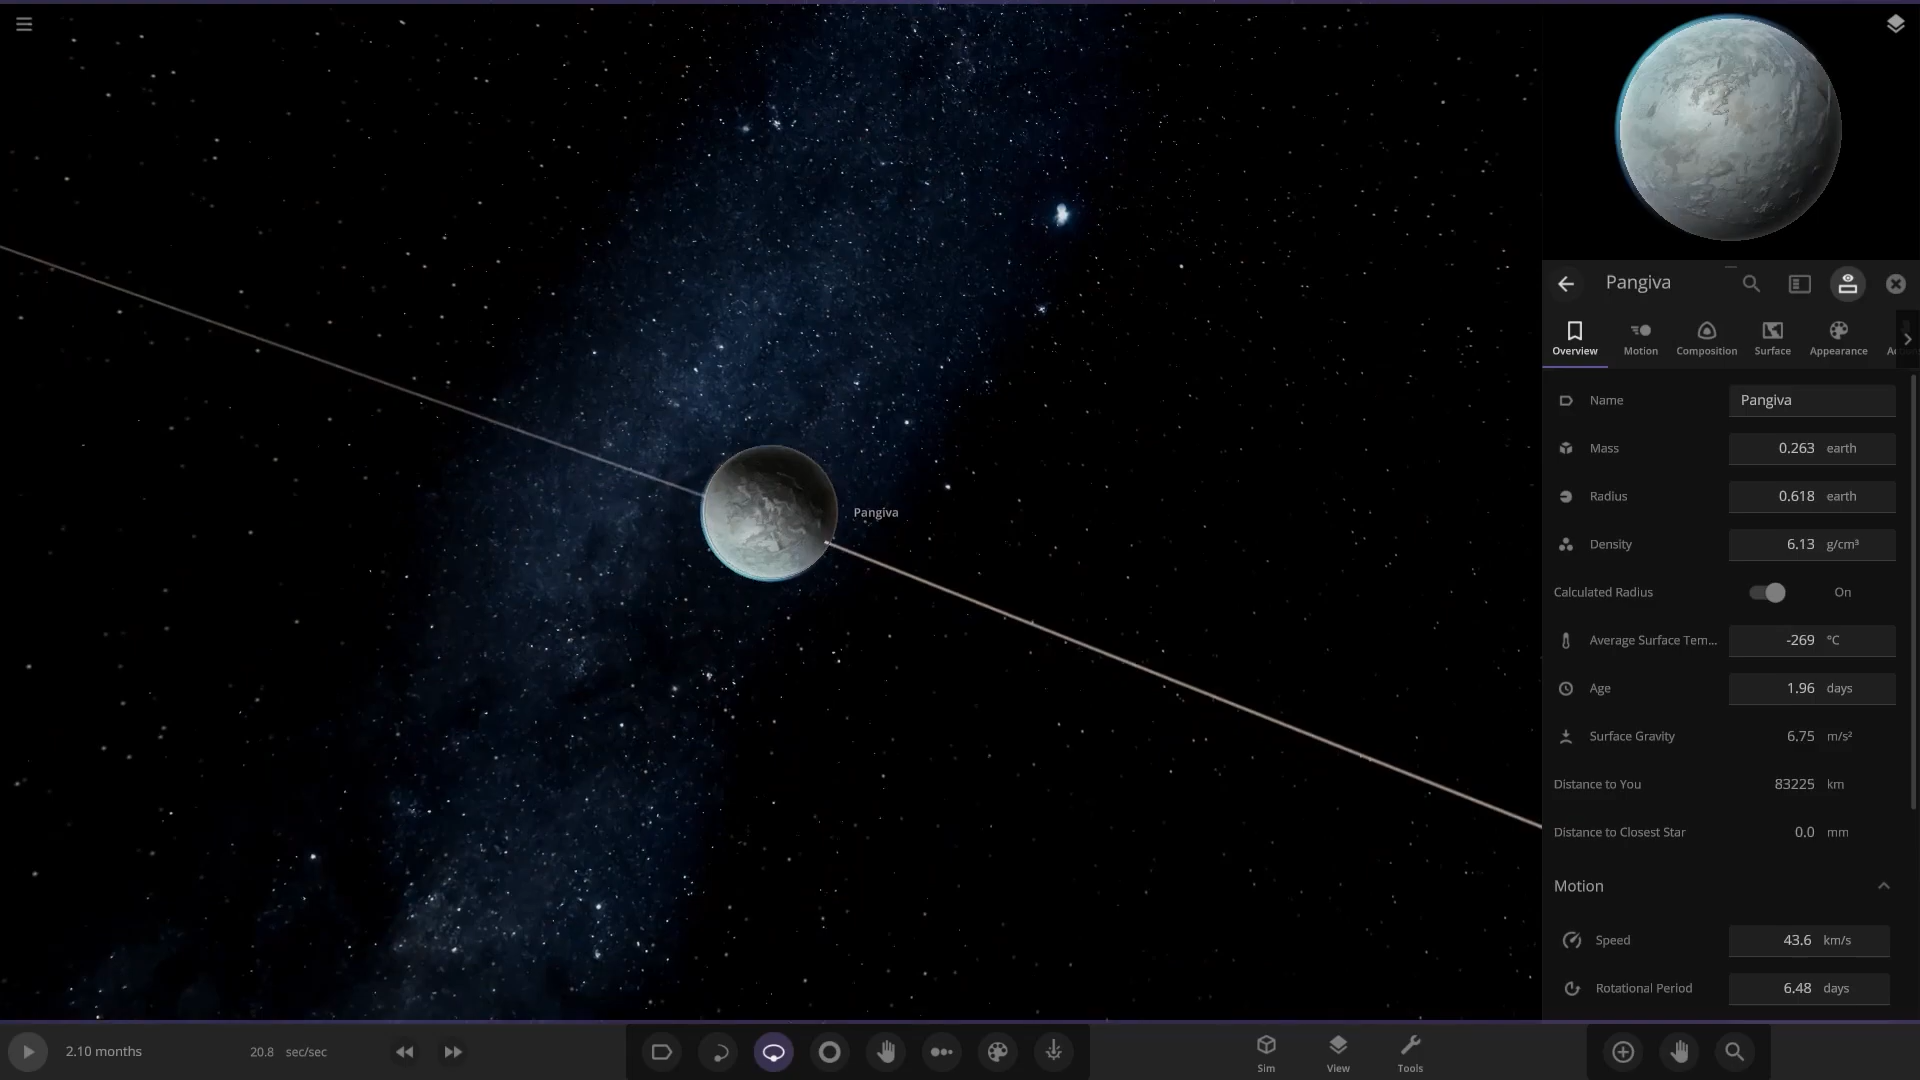 Pangiva
Overview
Motion
Composition
Surface
Appearance
Name
Pangiva
Mass
0.263 earth
Radius
0.618 earth
Density
6.13 g/cm³
Calculated Radius
On
Average Surface Tem...
-269 °C
Age
1.96 days
Surface Gravity
6.75 m/s²
Distance to You
83225 km
Distance to Closest Star
0.0 mm
Motion
Speed
43.6 km/s
Rotational Period
6.48 days
Pangiva
2.10 months
20.8 sec/sec
Sim
View
Tools